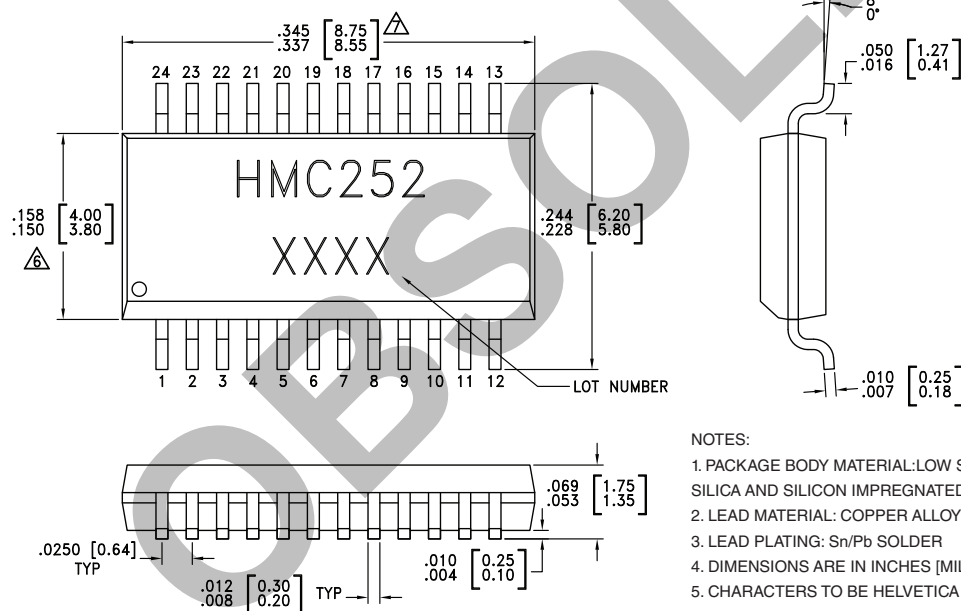 .345 [8.75]
.337 [8.55]
7
24 23 22 21 20 19 18 17 16 15 14 13
HMC252
XXXX
.158 [4.00]
.150 [3.80]
6
.244 [6.20]
.228 [5.80]
1 2 3 4 5 6 7 8 9 10 11 12
LOT NUMBER
0°
.050 [1.27]
.016 [0.41]
.010 [0.25]
.007 [0.18]
.069 [1.75]
.053 [1.35]
.0250 [0.64]
TYP
.012 [0.30]
.008 [0.20]
TYP
.010 [0.25]
.004 [0.10]
NOTES:
1. PACKAGE BODY MATERIAL:LOW
SILICA AND SILICON IMPREGNATED
2. LEAD MATERIAL: COPPER ALLOY
3. LEAD PLATING: Sn/Pb SOLDER
4. DIMENSIONS ARE IN INCHES
5. CHARACTERS TO BE HELVETICA
OBSOL